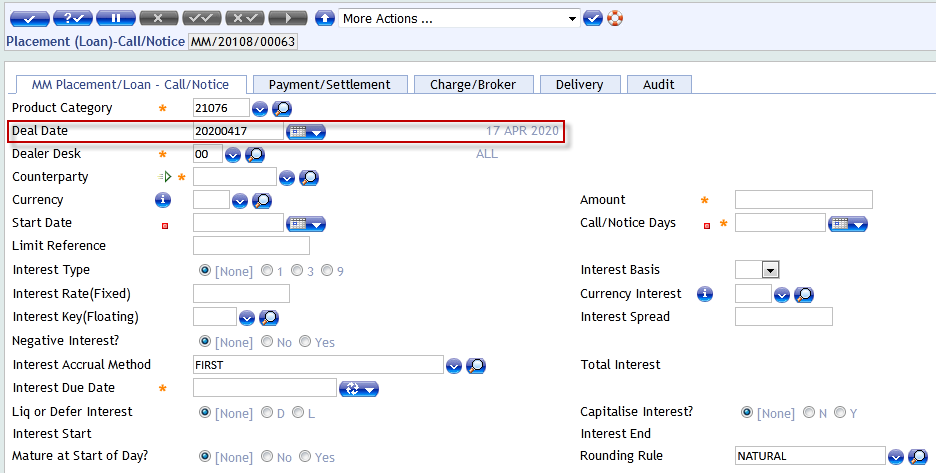 More Actions ...
Placement (Loan)-Call/Notice MM/20108/00063
MM Placement/Loan - Call/Notice Payment/Settlement Charge/Broker Delivery Audit
Product Category * 21076
Deal Date 20200417 17 APR 2020
Dealer Desk * 00 ALL
Counterparty *
Currency Amount *
Start Date Call/Notice Days *
Limit Reference
Interest Type [None] 1 3 9 Interest Basis
Interest Rate(Fixed) Currency Interest
Interest Key(Floating) Interest Spread
Negative Interest? [None] No Yes
Interest Accrual Method FIRST Total Interest
Interest Due Date *
Liq or Defer Interest [None] D L Capitalise Interest? [None] N Y
Interest Start Interest End
Mature at Start of Day? [None] No Yes Rounding Rule NATURAL